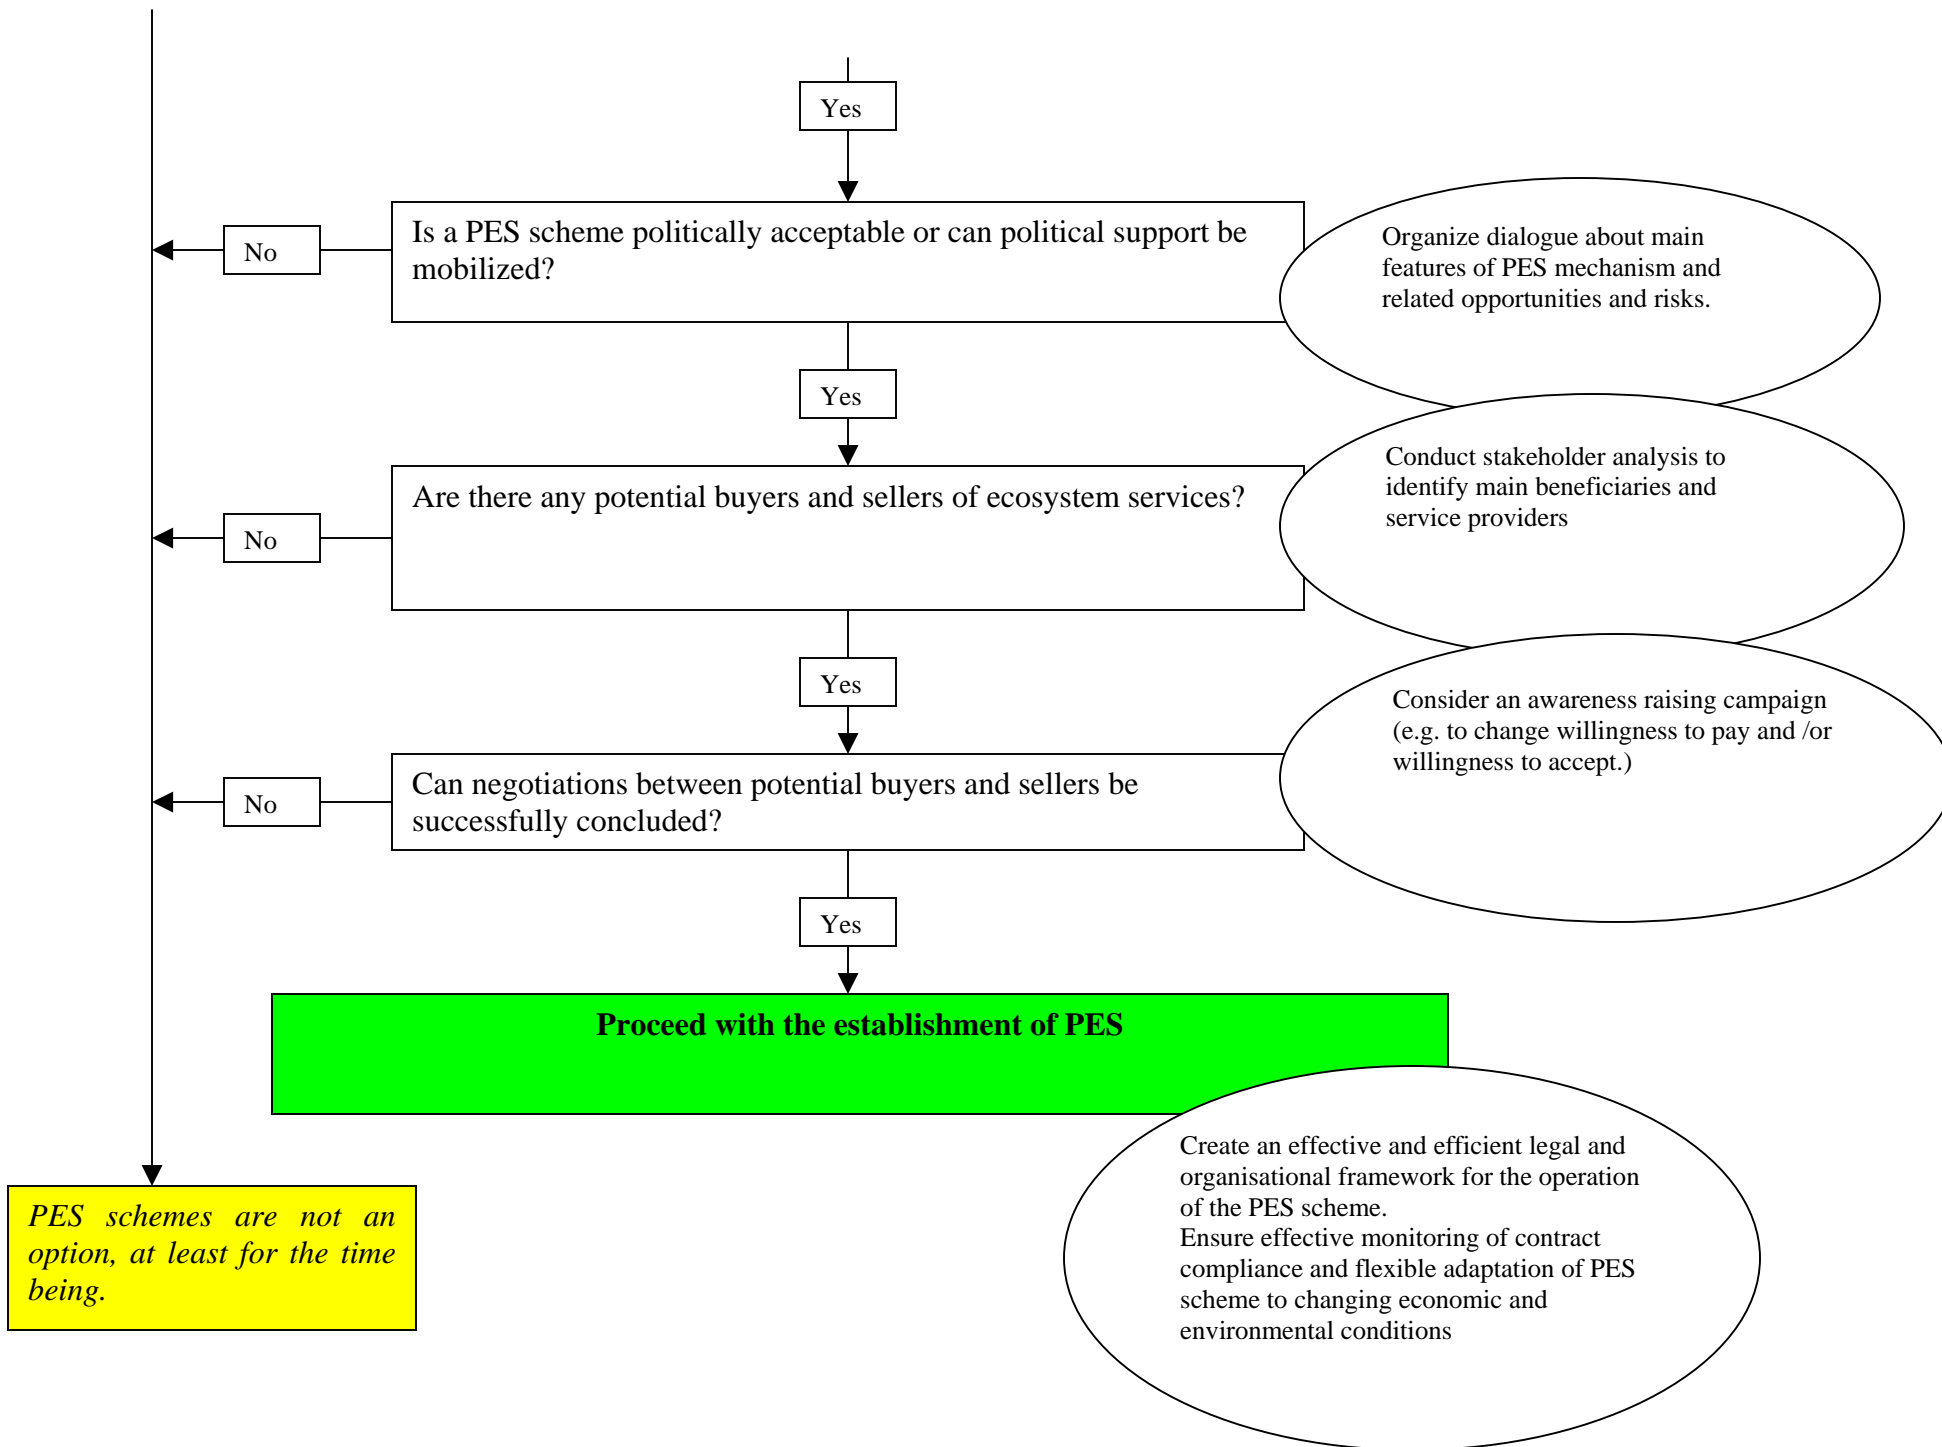 Yes
Is a PES scheme politically acceptable or can political support be
mobilized?
No
Organize dialogue about main
features of PES mechanism and
related opportunities and risks.
Yes
Are there any potential buyers and sellers of ecosystem services?
No
Conduct stakeholder analysis to
identify main beneficiaries and
service providers
Yes
Can negotiations between potential buyers and sellers be
successfully concluded?
No
Consider an awareness raising campaign
(e.g. to change willingness to pay and /or
willingness to accept.)
Yes
Proceed with the establishment of PES
Create an effective and efficient legal and
organisational framework for the operation
of the PES scheme.
Ensure effective monitoring of contract
compliance and flexible adaptation of PES
scheme to changing economic and
environmental conditions
PES schemes are not an
option, at least for the time
being.